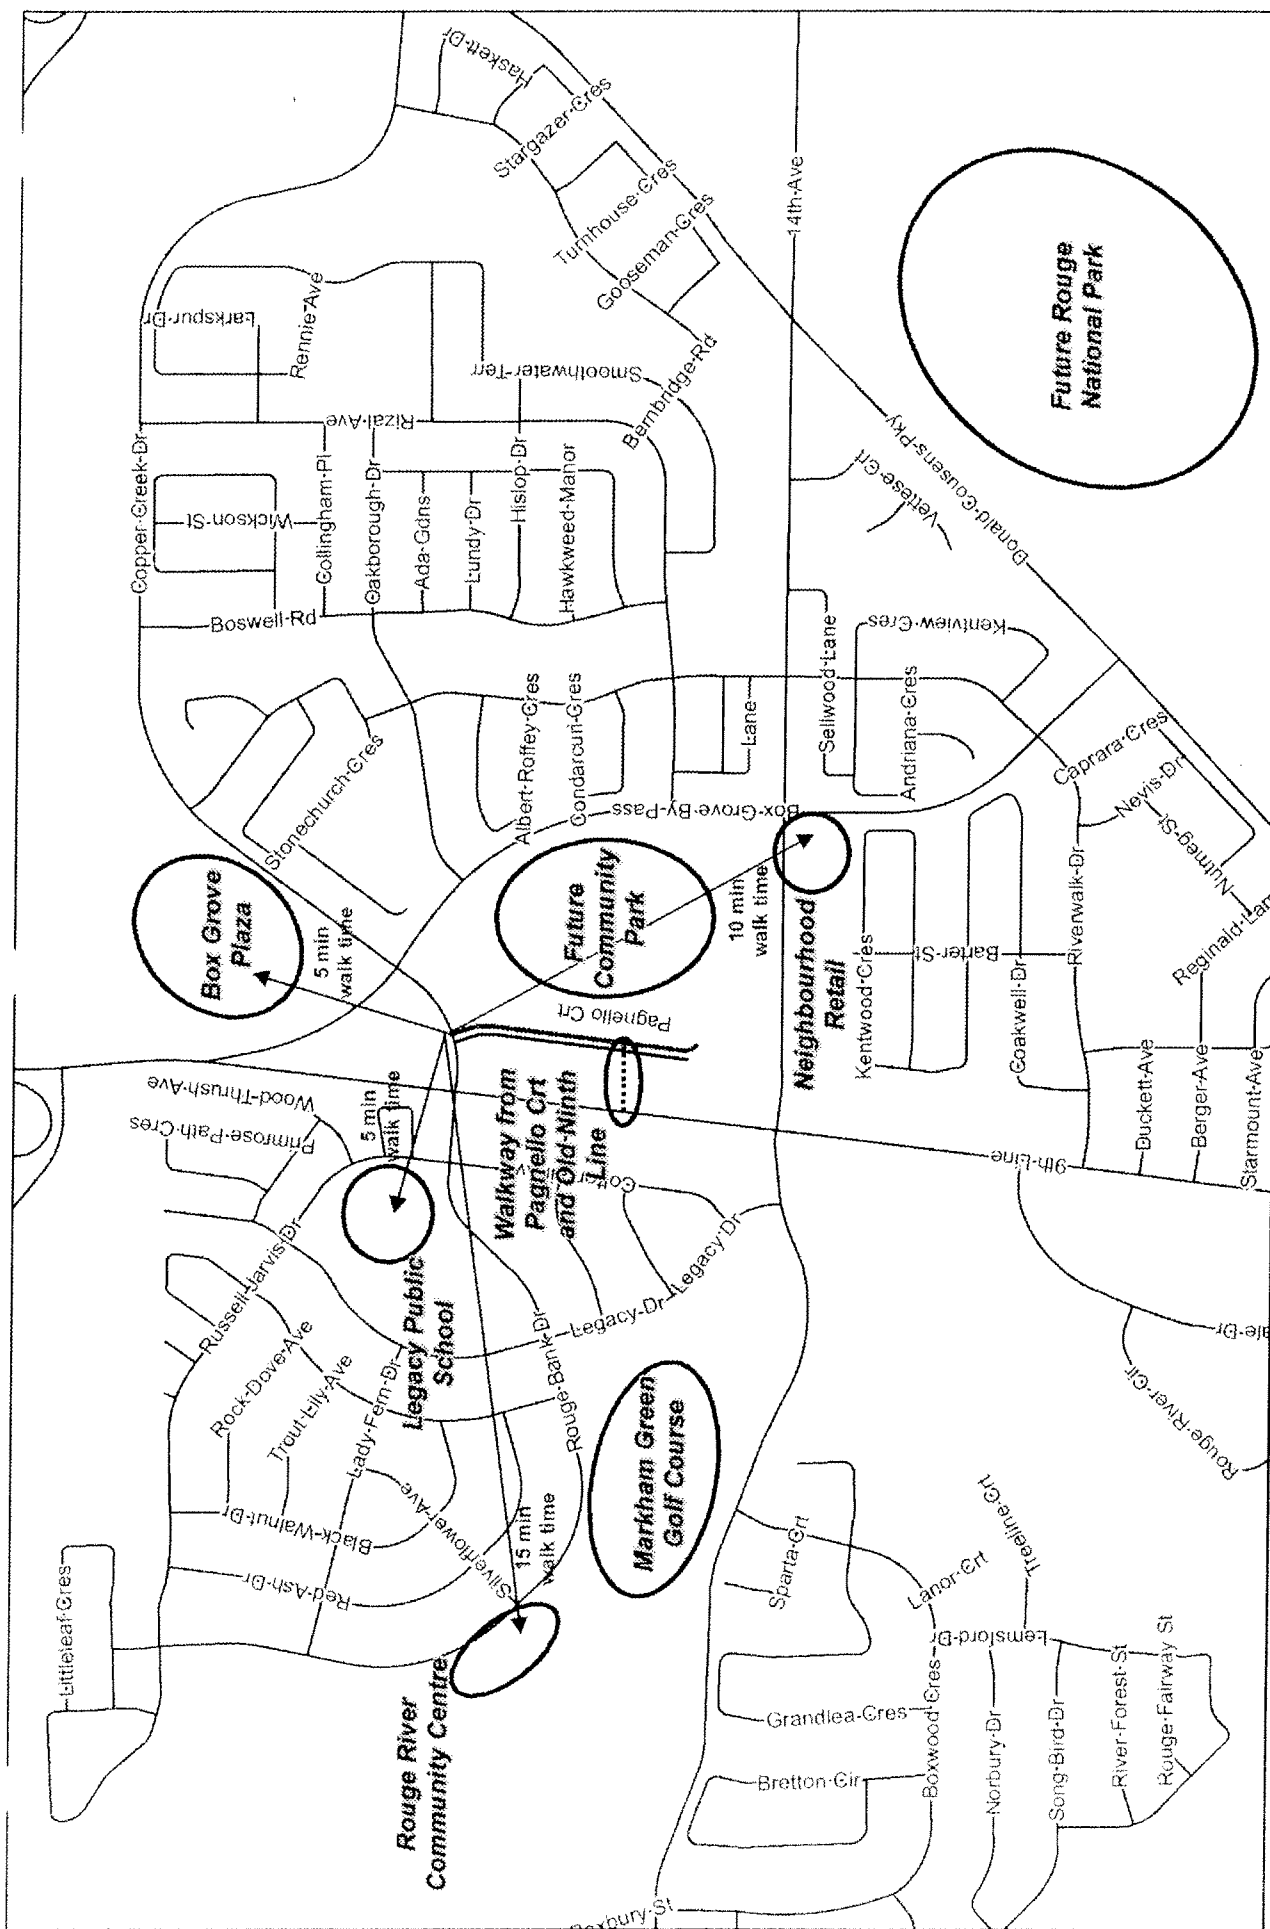 Haskett-Dr
Stargazer-Cres
Turnhouse-Cres
Gooseman-Cres
14th-Ave
Future Rouge
National Park
Larkspur-Dr
Rennie-Ave
Smoothwater-Terr
Bernbridge-Rd
Rizal-Ave
Copper-Creek-Dr
Wickson-St
Collingham-Pl
Oakborough-Dr
Ada-Gdns
Lundy-Dr
Hislop-Dr
Hawkweed-Manor
Boswell-Rd
Donald-Cousens-Pky
Vettese-Crt
Kentview-Cres
Sellwood-Lane
Andriana-Cres
Lane
Stonechurch-Cres
Albert-Roffey-Cres
Condarcuri-Cres
Box-Grove-By-Pass
Caprara-Cres
Nevis-Dr
Nutmeg-St
Reginald-Lan
Box Grove
Plaza
5 min
walk time
Future
Community
Park
10 min
walk time
Neighbourhood
Retail
Kentwood-Cres
Barter-St
Coakwell-Dr
Riverwalk-Dr
Duckett-Ave
Berger-Ave
Starmount-Ave
Pagnello Crt
Walkway from
Pagnello Crt
and Old-Ninth
Line
9th-Line
Wood-Thrush-Ave
Primrose-Path-Cres
5 min
walk time
Legacy Public
School
Russell-Jarvis-Dr
Rock-Dove-Ave
Trout-Lily-Ave
Lady-Fern-Dr
Black-Walnut-Dr
Red-Ash-Dr
Silverflower-Ave
Rouge-Bank-Dr
Legacy-Dr
Legacy-Dr
15 min
walk time
Markham Green
Golf Course
Rouge River
Community Centre
Littleleaf-Cres
Rouge-River-Cir
ale-Dr
Sparta-Crt
Treeline-Crt
Lanor-Crt
Lemsford-Dr
Grandlea-Cres
Bretton-Cir
Boxwood-Cres
Norbury-Dr
Song-Bird-Dr
River-Forest-St
Rouge-Fairway St
oxbury-St